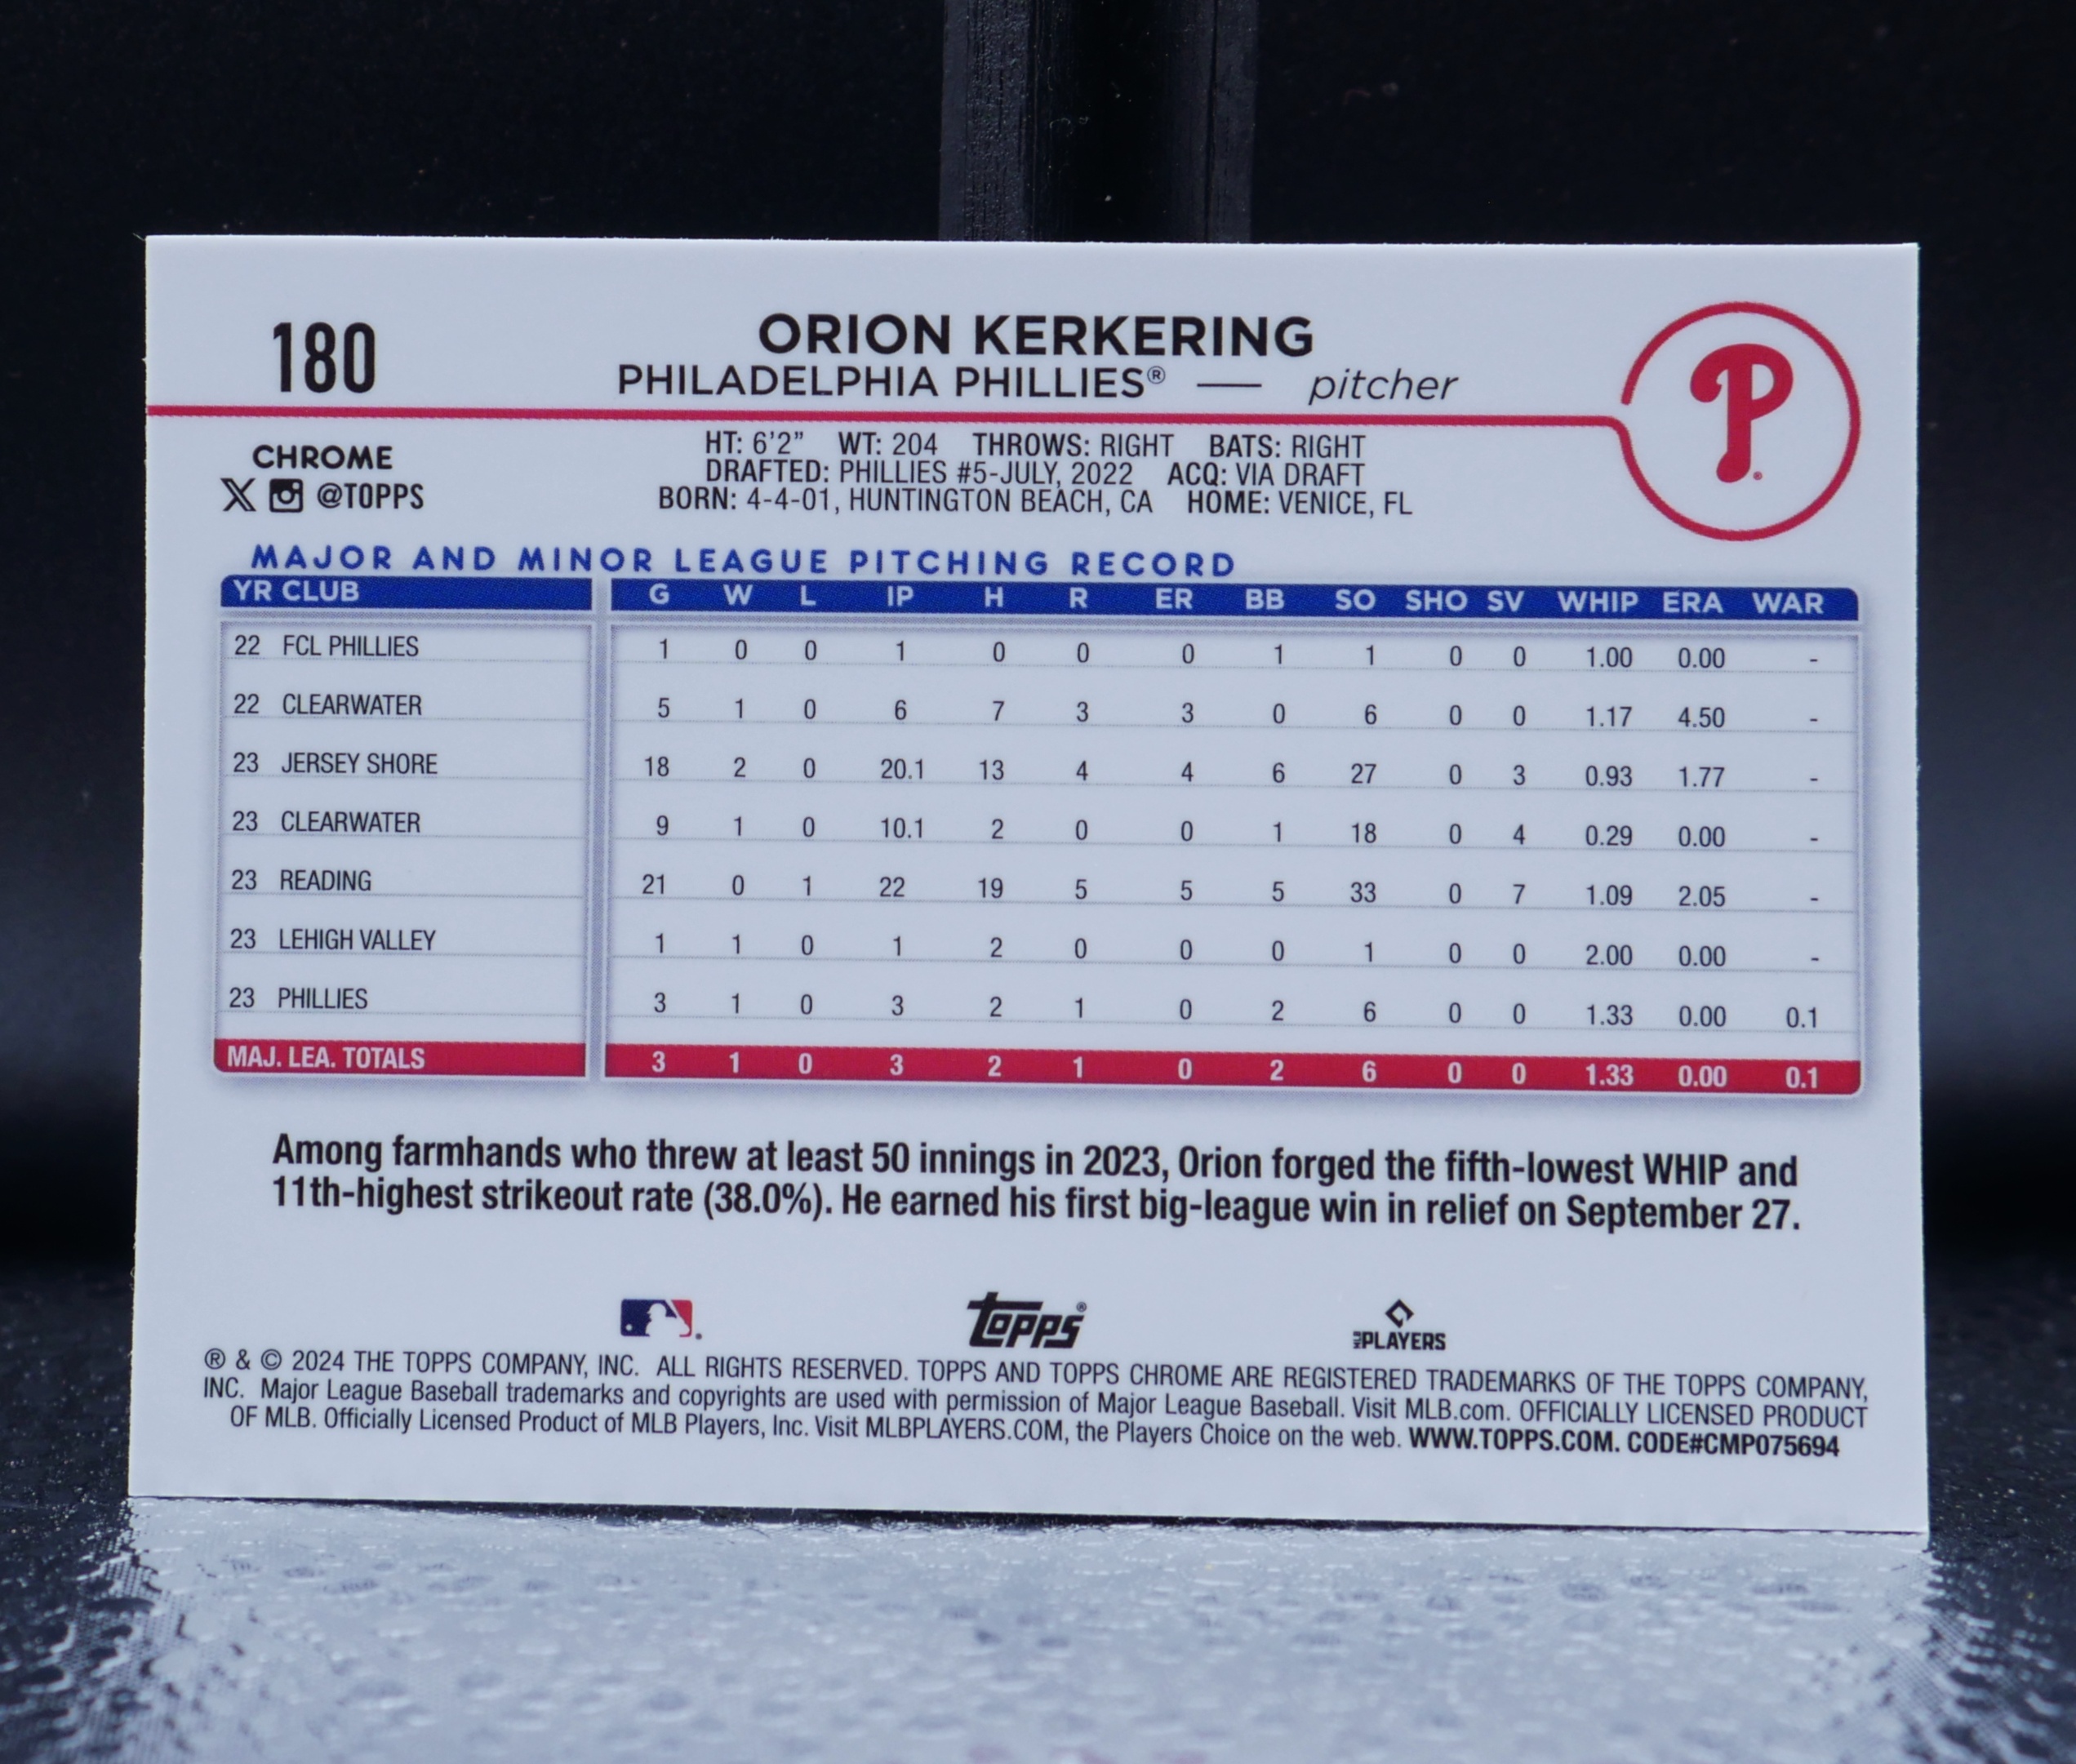 180
ORION KERKERING
PHILADELPHIA PHILLIES® — pitcher
P
CHROME
X @TOPPS
HT: 6'2” WT: 204 THROWS: RIGHT BATS: RIGHT
DRAFTED: PHILLIES #5-JULY, 2022 ACQ: VIA DRAFT
BORN: 4-4-01, HUNTINGTON BEACH, CA HOME: VENICE, FL
MAJOR AND MINOR LEAGUE PITCHING RECORD
YR CLUB G W L IP H R ER BB SO SHO SV WHIP ERA WAR
22 FCL PHILLIES 1 0 0 1 0 0 0 1 1 0 0 1.00 0.00 -
22 CLEARWATER 5 1 0 6 7 3 3 0 6 0 0 1.17 4.50 -
23 JERSEY SHORE 18 2 0 20.1 13 4 4 6 27 0 3 0.93 1.77 -
23 CLEARWATER 9 1 0 10.1 2 0 0 1 18 0 4 0.29 0.00 -
23 READING 21 0 1 22 19 5 5 5 33 0 7 1.09 2.05 -
23 LEHIGH VALLEY 1 1 0 1 2 0 0 0 1 0 0 2.00 0.00 -
23 PHILLIES 3 1 0 3 2 1 0 2 6 0 0 1.33 0.00 0.1
MAJ. LEA. TOTALS 3 1 0 3 2 1 0 2 6 0 0 1.33 0.00 0.1
Among farmhands who threw at least 50 innings in 2023, Orion forged the fifth-lowest WHIP and
11th-highest strikeout rate (38.0%). He earned his first big-league win in relief on September 27.
Topps®
MLB PLAYERS
® & © 2024 THE TOPPS COMPANY, INC. ALL RIGHTS RESERVED. TOPPS AND TOPPS CHROME ARE REGISTERED TRADEMARKS OF THE TOPPS COMPANY,
INC. Major League Baseball trademarks and copyrights are used with permission of Major League Baseball. Visit MLB.com. OFFICIALLY LICENSED PRODUCT
OF MLB. Officially Licensed Product of MLB Players, Inc. Visit MLBPLAYERS.COM, the Players Choice on the web. WWW.TOPPS.COM. CODE#CMP075694